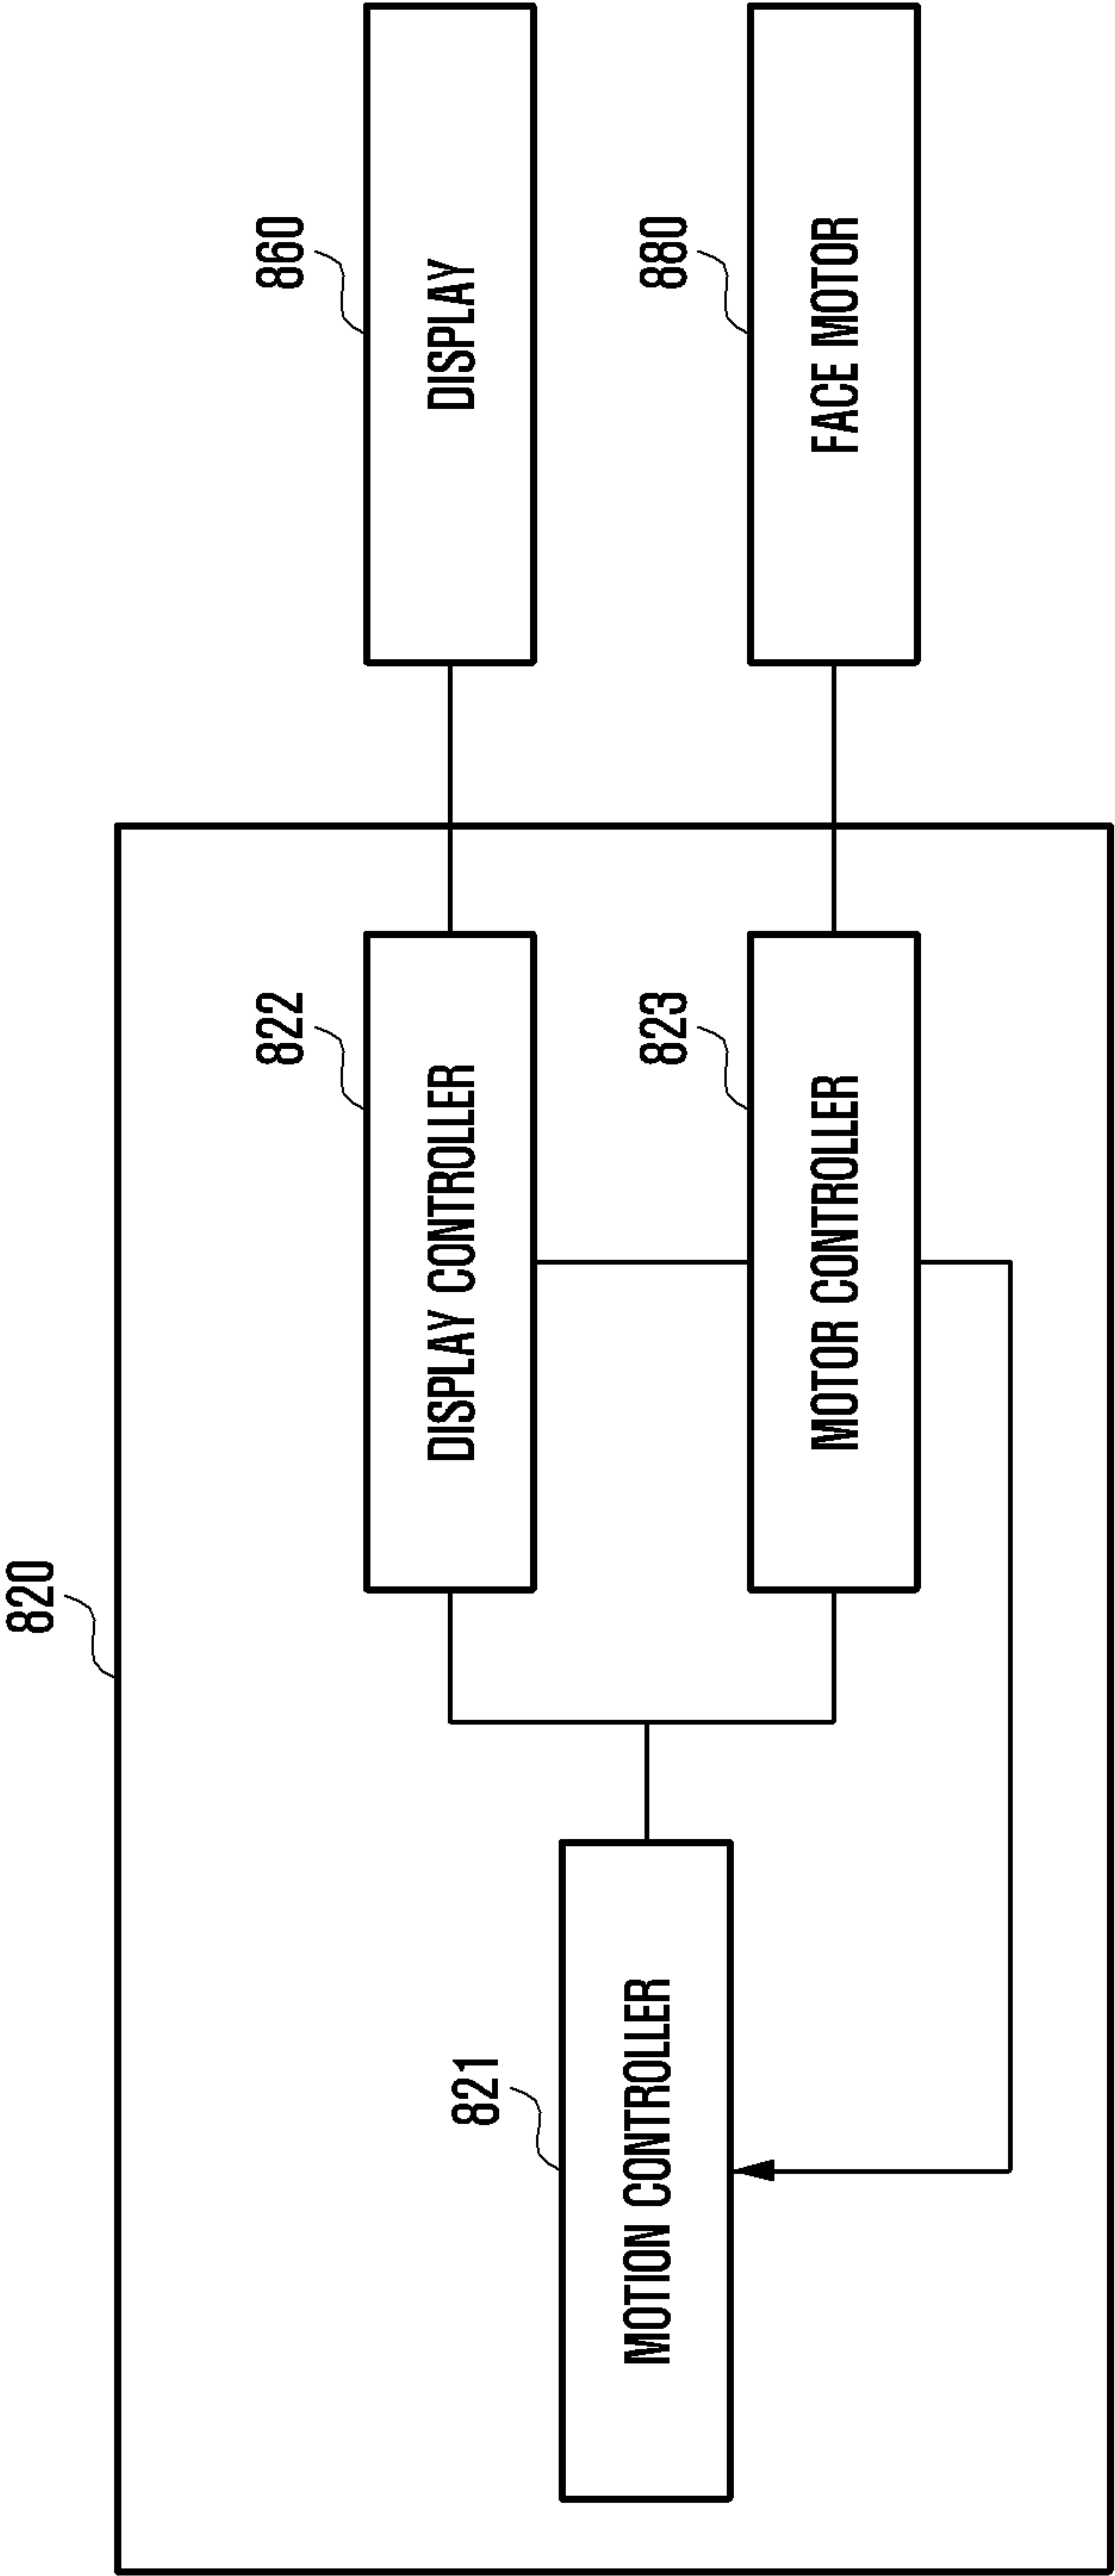 820
821
MOTION CONTROLLER
822
DISPLAY CONTROLLER
823
MOTOR CONTROLLER
860
DISPLAY
880
FACE MOTOR